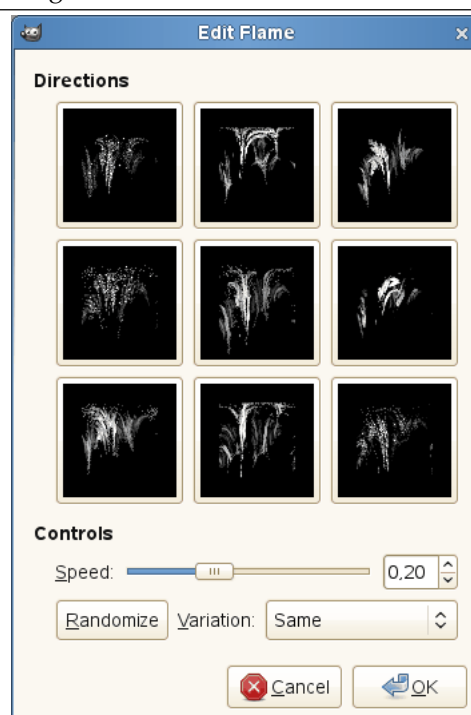 Edit Flame
Directions
Controls
Speed: 0,20
Randomize Variation: Same
Cancel OK